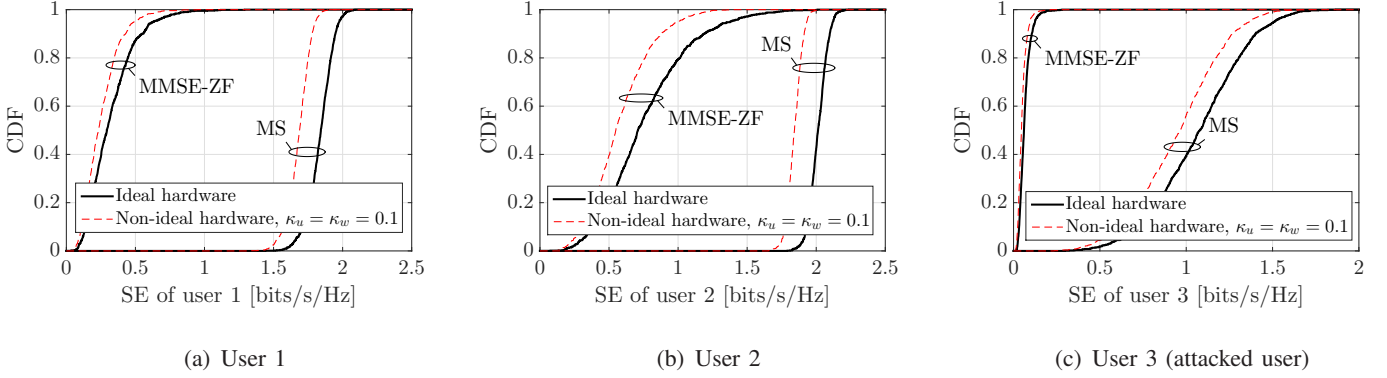 1
0.8
0.6
0.4
0.2
0
CDF
MMSE-ZF
MS
Ideal hardware
Non-ideal hardware, κu = κw = 0.1
0 0.5 1 1.5 2 2.5
SE of user 1 [bits/s/Hz]
(a) User 1
1
0.8
0.6
0.4
0.2
0
CDF
MS
MMSE-ZF
Ideal hardware
Non-ideal hardware, κu = κw = 0.1
0 0.5 1 1.5 2 2.5
SE of user 2 [bits/s/Hz]
(b) User 2
1
0.8
0.6
0.4
0.2
0
CDF
MMSE-ZF
MS
Ideal hardware
Non-ideal hardware, κu = κw = 0.1
0 0.5 1 1.5 2
SE of user 3 [bits/s/Hz]
(c) User 3 (attacked user)